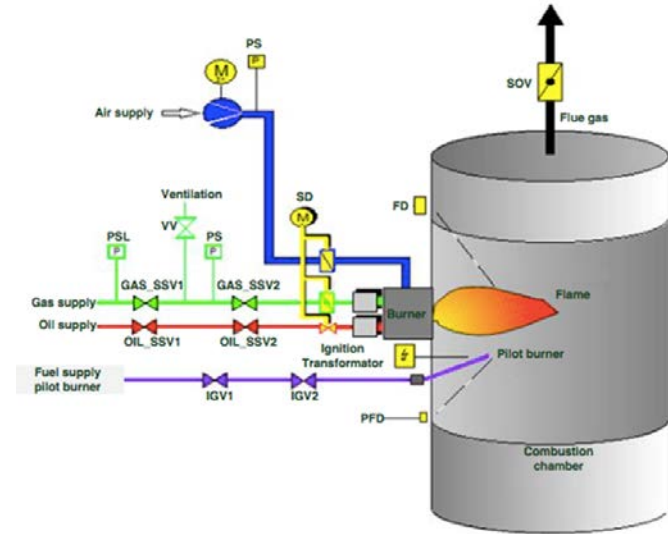 PS
M
P
SOV
Air supply
Flue gas
Ventilation
SD
FD
PSL
VV
PS
M
P
P
GAS_SSV1
GAS_SSV2
Gas supply
Burner
Flame
Oil supply
OIL_SSV1
OIL_SSV2
Ignition
Transformator
Pilot burner
Fuel supply
pilot burner
IGV1
IGV2
PFD
Combustion
chamber